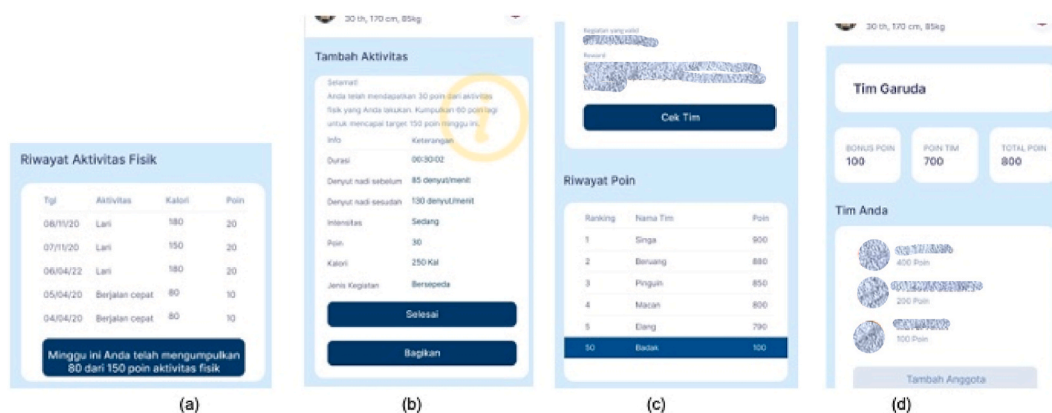 Riwayat Aktivitas Fisik
Tgl Aktivitas Kalori Poin
08/11/20 Lari 180 20
07/11/20 Lari 150 20
06/04/22 Lari 180 20
05/04/20 Berjalan cepat 80 10
04/04/20 Berjalan cepat 80 10
Minggu ini Anda telah mengumpulkan
80 dari 150 poin aktivitas fisik
(a)
30 th, 170 cm, 85kg
Tambah Aktivitas
Selamat!
Anda telah mendapatkan 30 poin dari aktivitas
fisik yang Anda lakukan. Kumpulkan 60 poin lagi
untuk mencapai target 150 poin minggu ini.
Info Keterangan
Durasi 00:30:02
Denyut nadi sebelum 85 denyut/menit
Denyut nadi sesudah 130 denyut/menit
Intensitas Sedang
Poin 30
Kalori 250 Kal
Jenis Kegiatan Bersepeda
Selesai
Bagikan
(b)
Kegiatan yang valid
Reward
Cek Tim
Riwayat Poin
Ranking Nama Tim Poin
1 Singa 900
2 Beruang 880
3 Pinguin 850
4 Macan 800
5 Elang 790
50 Badak 100
(c)
30 th, 170 cm, 85kg
Tim Garuda
BONUS POIN POIN TIM TOTAL POIN
100 700 800
Tim Anda
400 Poin
200 Poin
100 Poin
Tambah Anggota
(d)